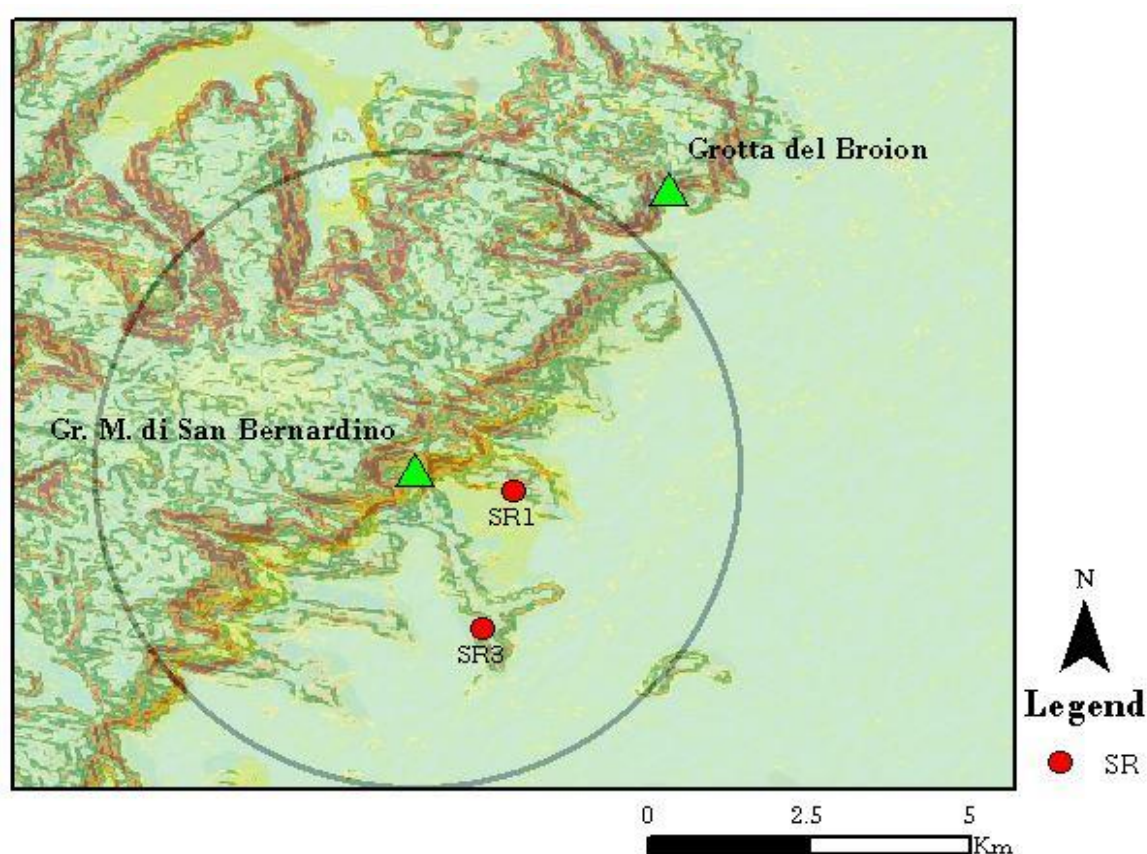 Grotta del Broion
Gr. M. di San Bernardino
SR1
SR3
N
Legend
SR
0 2.5 5
Km